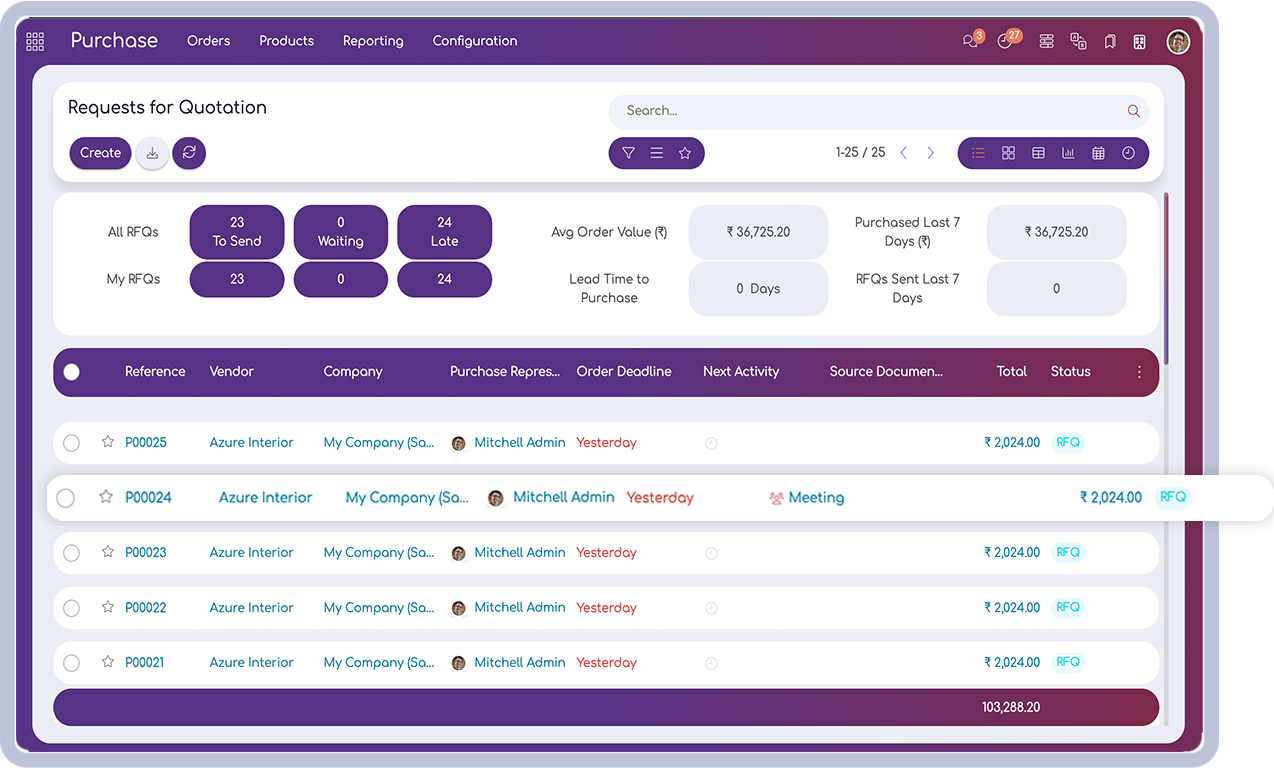 Purchase Orders Products Reporting Configuration 3 27
Requests for Quotation
Search...
Create
1-25 / 25
All RFQs 23 To Send 0 Waiting 24 Late Avg Order Value (₹) ₹ 36,725.20 Purchased Last 7 Days (₹) ₹ 36,725.20
My RFQs 23 0 24 Lead Time to Purchase 0 Days RFQs Sent Last 7 Days 0
Reference Vendor Company Purchase Repres... Order Deadline Next Activity Source Documen... Total Status
P00025 Azure Interior My Company (Sa... Mitchell Admin Yesterday ₹ 2,024.00 RFQ
P00024 Azure Interior My Company (Sa... Mitchell Admin Yesterday Meeting ₹ 2,024.00 RFQ
P00023 Azure Interior My Company (Sa... Mitchell Admin Yesterday ₹ 2,024.00 RFQ
P00022 Azure Interior My Company (Sa... Mitchell Admin Yesterday ₹ 2,024.00 RFQ
P00021 Azure Interior My Company (Sa... Mitchell Admin Yesterday ₹ 2,024.00 RFQ
103,288.20